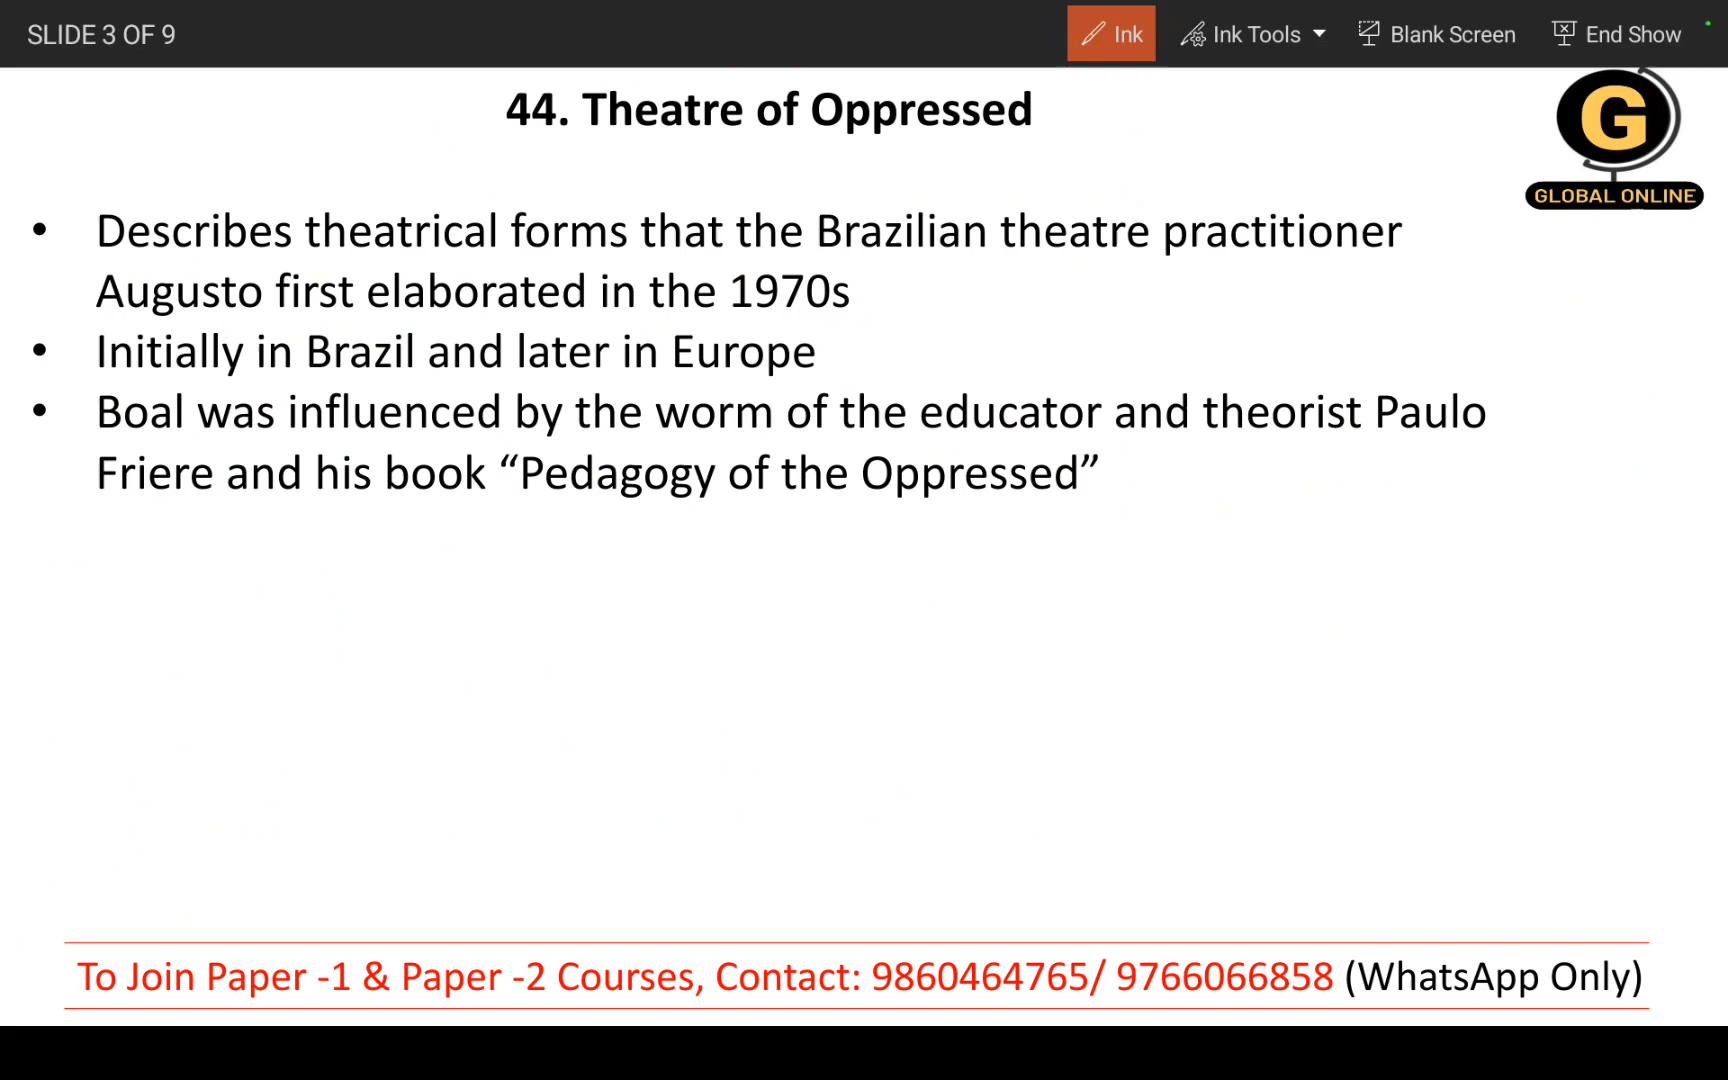 SLIDE 3 OF 9
Ink
Ink Tools
Blank Screen
End Show
44. Theatre of Oppressed
G
GLOBAL ONLINE
• Describes theatrical forms that the Brazilian theatre practitioner
Augusto first elaborated in the 1970s
• Initially in Brazil and later in Europe
• Boal was influenced by the worm of the educator and theorist Paulo
Friere and his book “Pedagogy of the Oppressed”
To Join Paper -1 & Paper -2 Courses, Contact: 9860464765/ 9766066858 (WhatsApp Only)